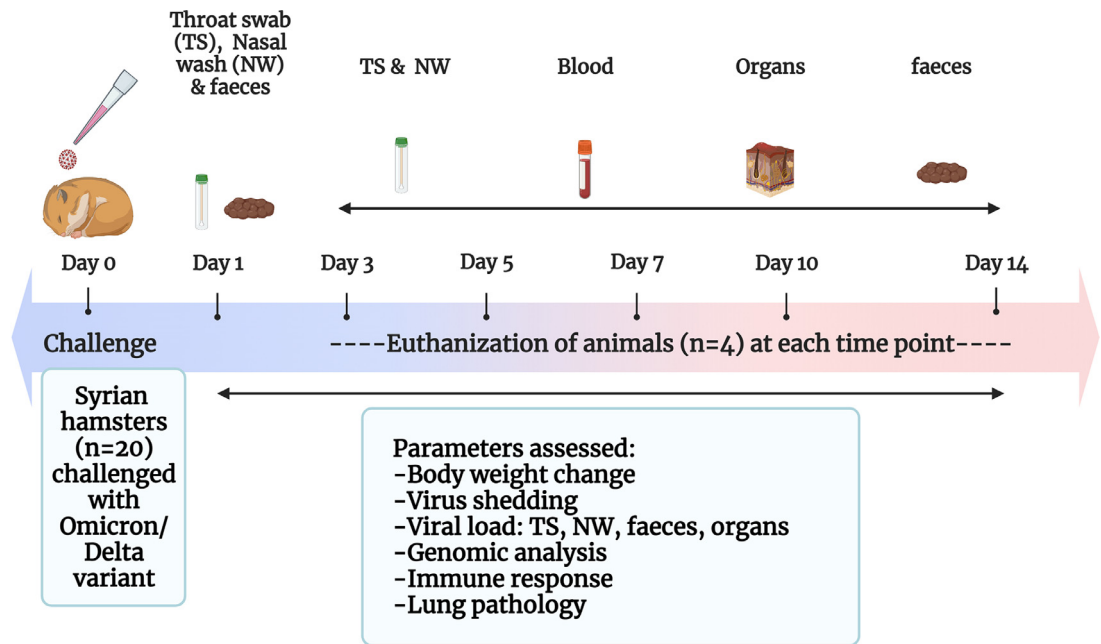 Throat swab
(TS), Nasal
wash (NW)
& faeces
TS & NW
Blood
Organs
faeces
Day 0
Day 1
Day 3
Day 5
Day 7
Day 10
Day 14
Challenge
----Euthanization of animals (n=4) at each time point----
Syrian
hamsters
(n=20)
challenged
with
Omicron/
Delta
variant
Parameters assessed:
-Body weight change
-Virus shedding
-Viral load: TS, NW, faeces, organs
-Genomic analysis
-Immune response
-Lung pathology